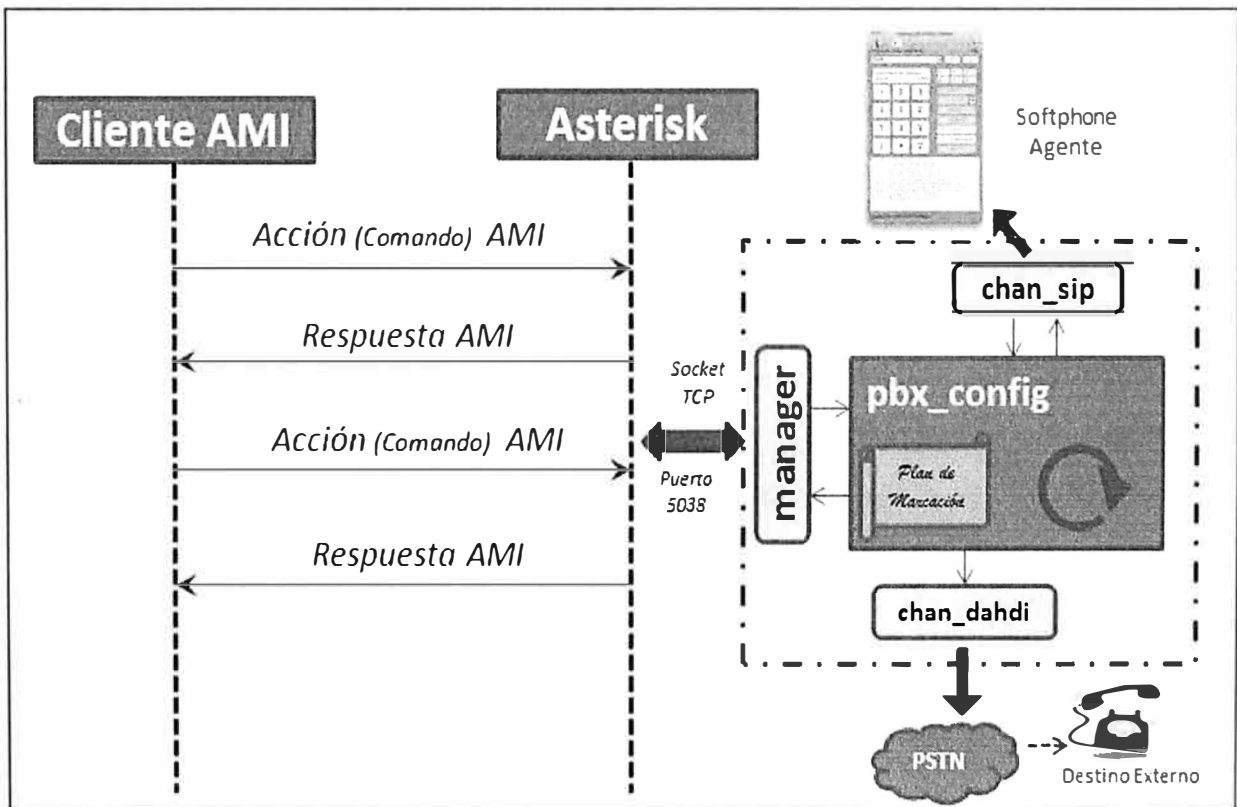 Cliente AMI
Asterisk
Softphone
Agente
Acción (Comando) AMI
Respuesta AMI
Acción (Comando) AMI
Respuesta AMI
Socket
TCP
Puerto
5038
chan_sip
manager
pbx_config
Plan de
Marcación
chan_dahdi
PSTN
Destino Externo